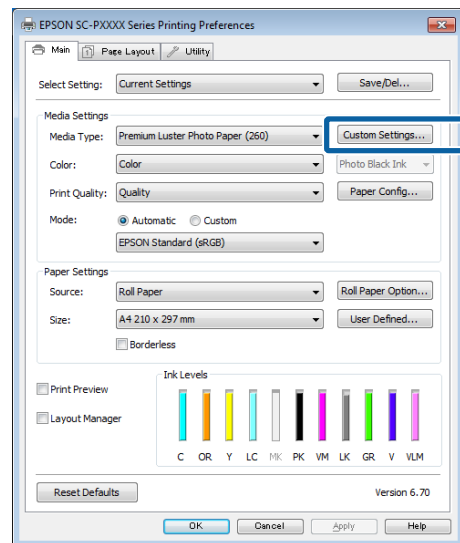 EPSON SC-PXXXX Series Printing Preferences
Main Page Layout Utility
Select Setting: Current Settings Save/Del...
Media Settings
Media Type: Premium Luster Photo Paper (260) Custom Settings...
Color: Color Photo Black Ink
Print Quality: Quality Paper Config...
Mode: Automatic Custom
EPSON Standard (sRGB)
Paper Settings
Source: Roll Paper Roll Paper Option...
Size: A4 210 x 297 mm User Defined...
Borderless
Ink Levels
Print Preview
Layout Manager
C OR Y LC MK PK VM LK GR V VLM
Reset Defaults Version 6.70
OK Cancel Apply Help